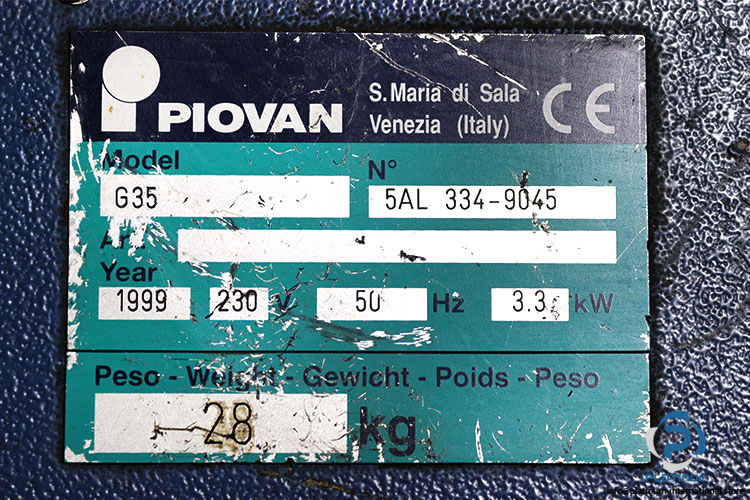 PIOVAN
S.Maria di Sala
Venezia (Italy)
CE
Model
N°
G35
5AL 334-9045
Art.
Year
1999 230 V 50 Hz 3.3 kW
Peso - Weight - Gewicht - Poids - Peso
28 kg